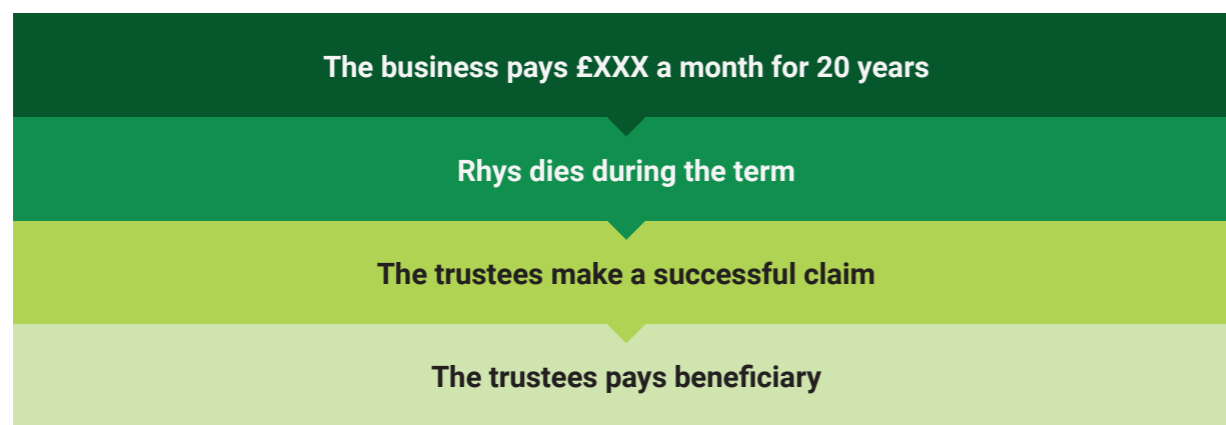 The business pays £XXX a month for 20 years
Rhys dies during the term
The trustees make a successful claim
The trustees pays beneficiary